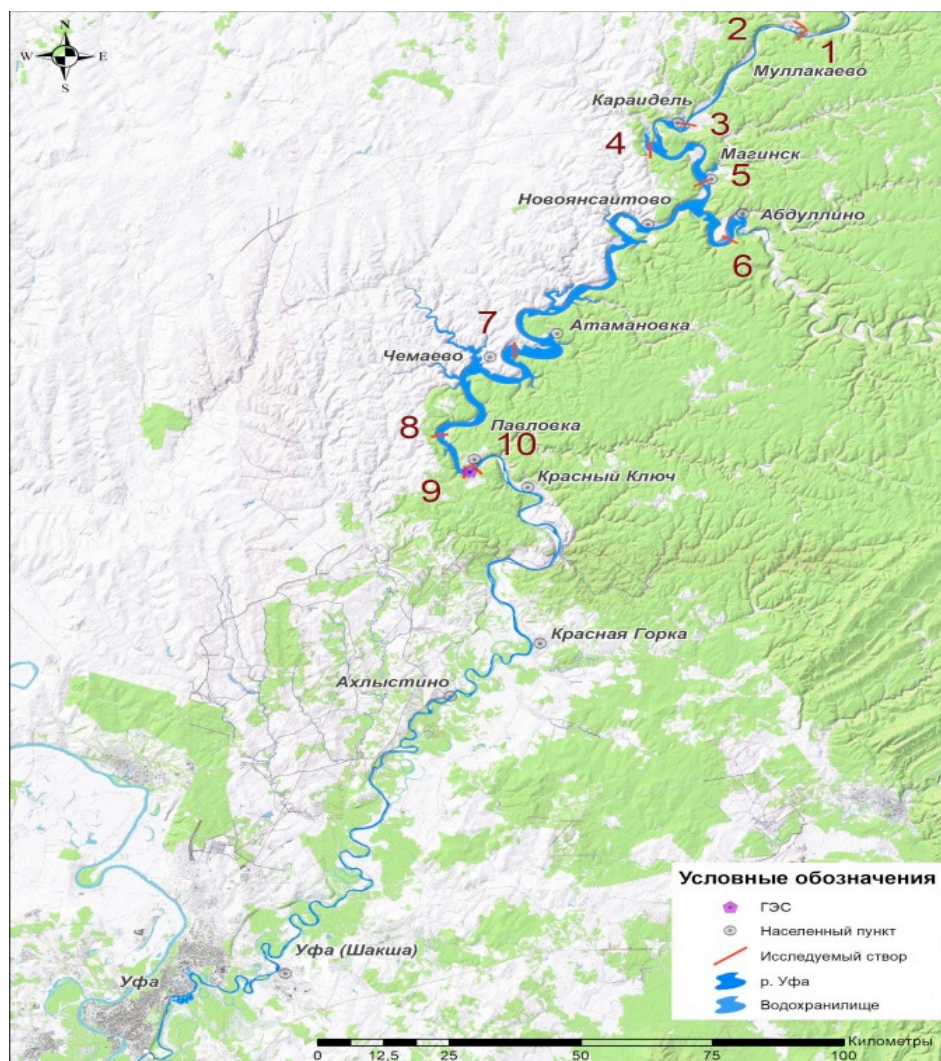 N
W E
S
2
1
Муллакаево
Караидель
3
4
Магинск
5
Новоянсаитово
Абдуллино
6
7
Атамановка
Чемаево
8
Павловка
10
Красный Ключ
9
Красная Горка
Ахлыстино
Условные обозначения
ГЭС
Населенный пункт
Исследуемый створ
р. Уфа
Водохранилище
Уфа (Шакша)
Уфа
Километры
0 12,5 25 50 75 100